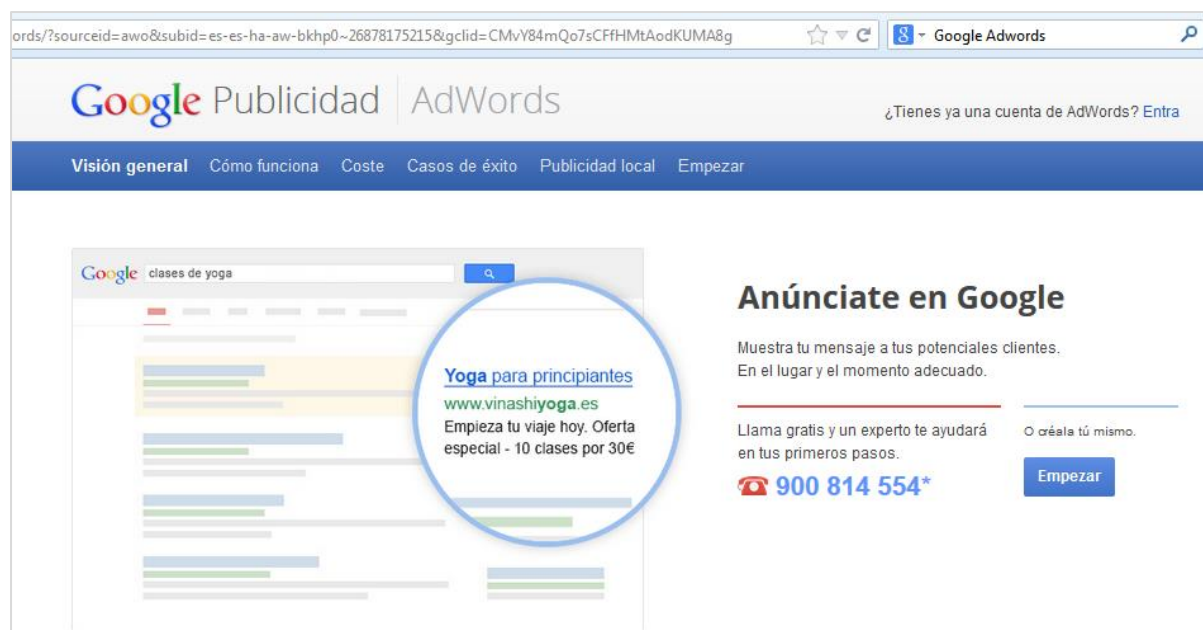 ords/?sourceid=awo&subid=es-es-ha-aw-bkhp0~26878175215&gclid=CMvY84mQo7sCFfHMtAodKUMA8g
Google Adwords
Google Publicidad AdWords
¿Tienes ya una cuenta de AdWords? Entra
Visión general Cómo funciona Coste Casos de éxito Publicidad local Empezar
Google clases de yoga
Yoga para principiantes
www.vinashiyoga.es
Empieza tu viaje hoy. Oferta
especial - 10 clases por 30€
Anúnciate en Google
Muestra tu mensaje a tus potenciales clientes.
En el lugar y el momento adecuado.
Llama gratis y un experto te ayudará
en tus primeros pasos.
900 814 554*
O créala tú mismo.
Empezar